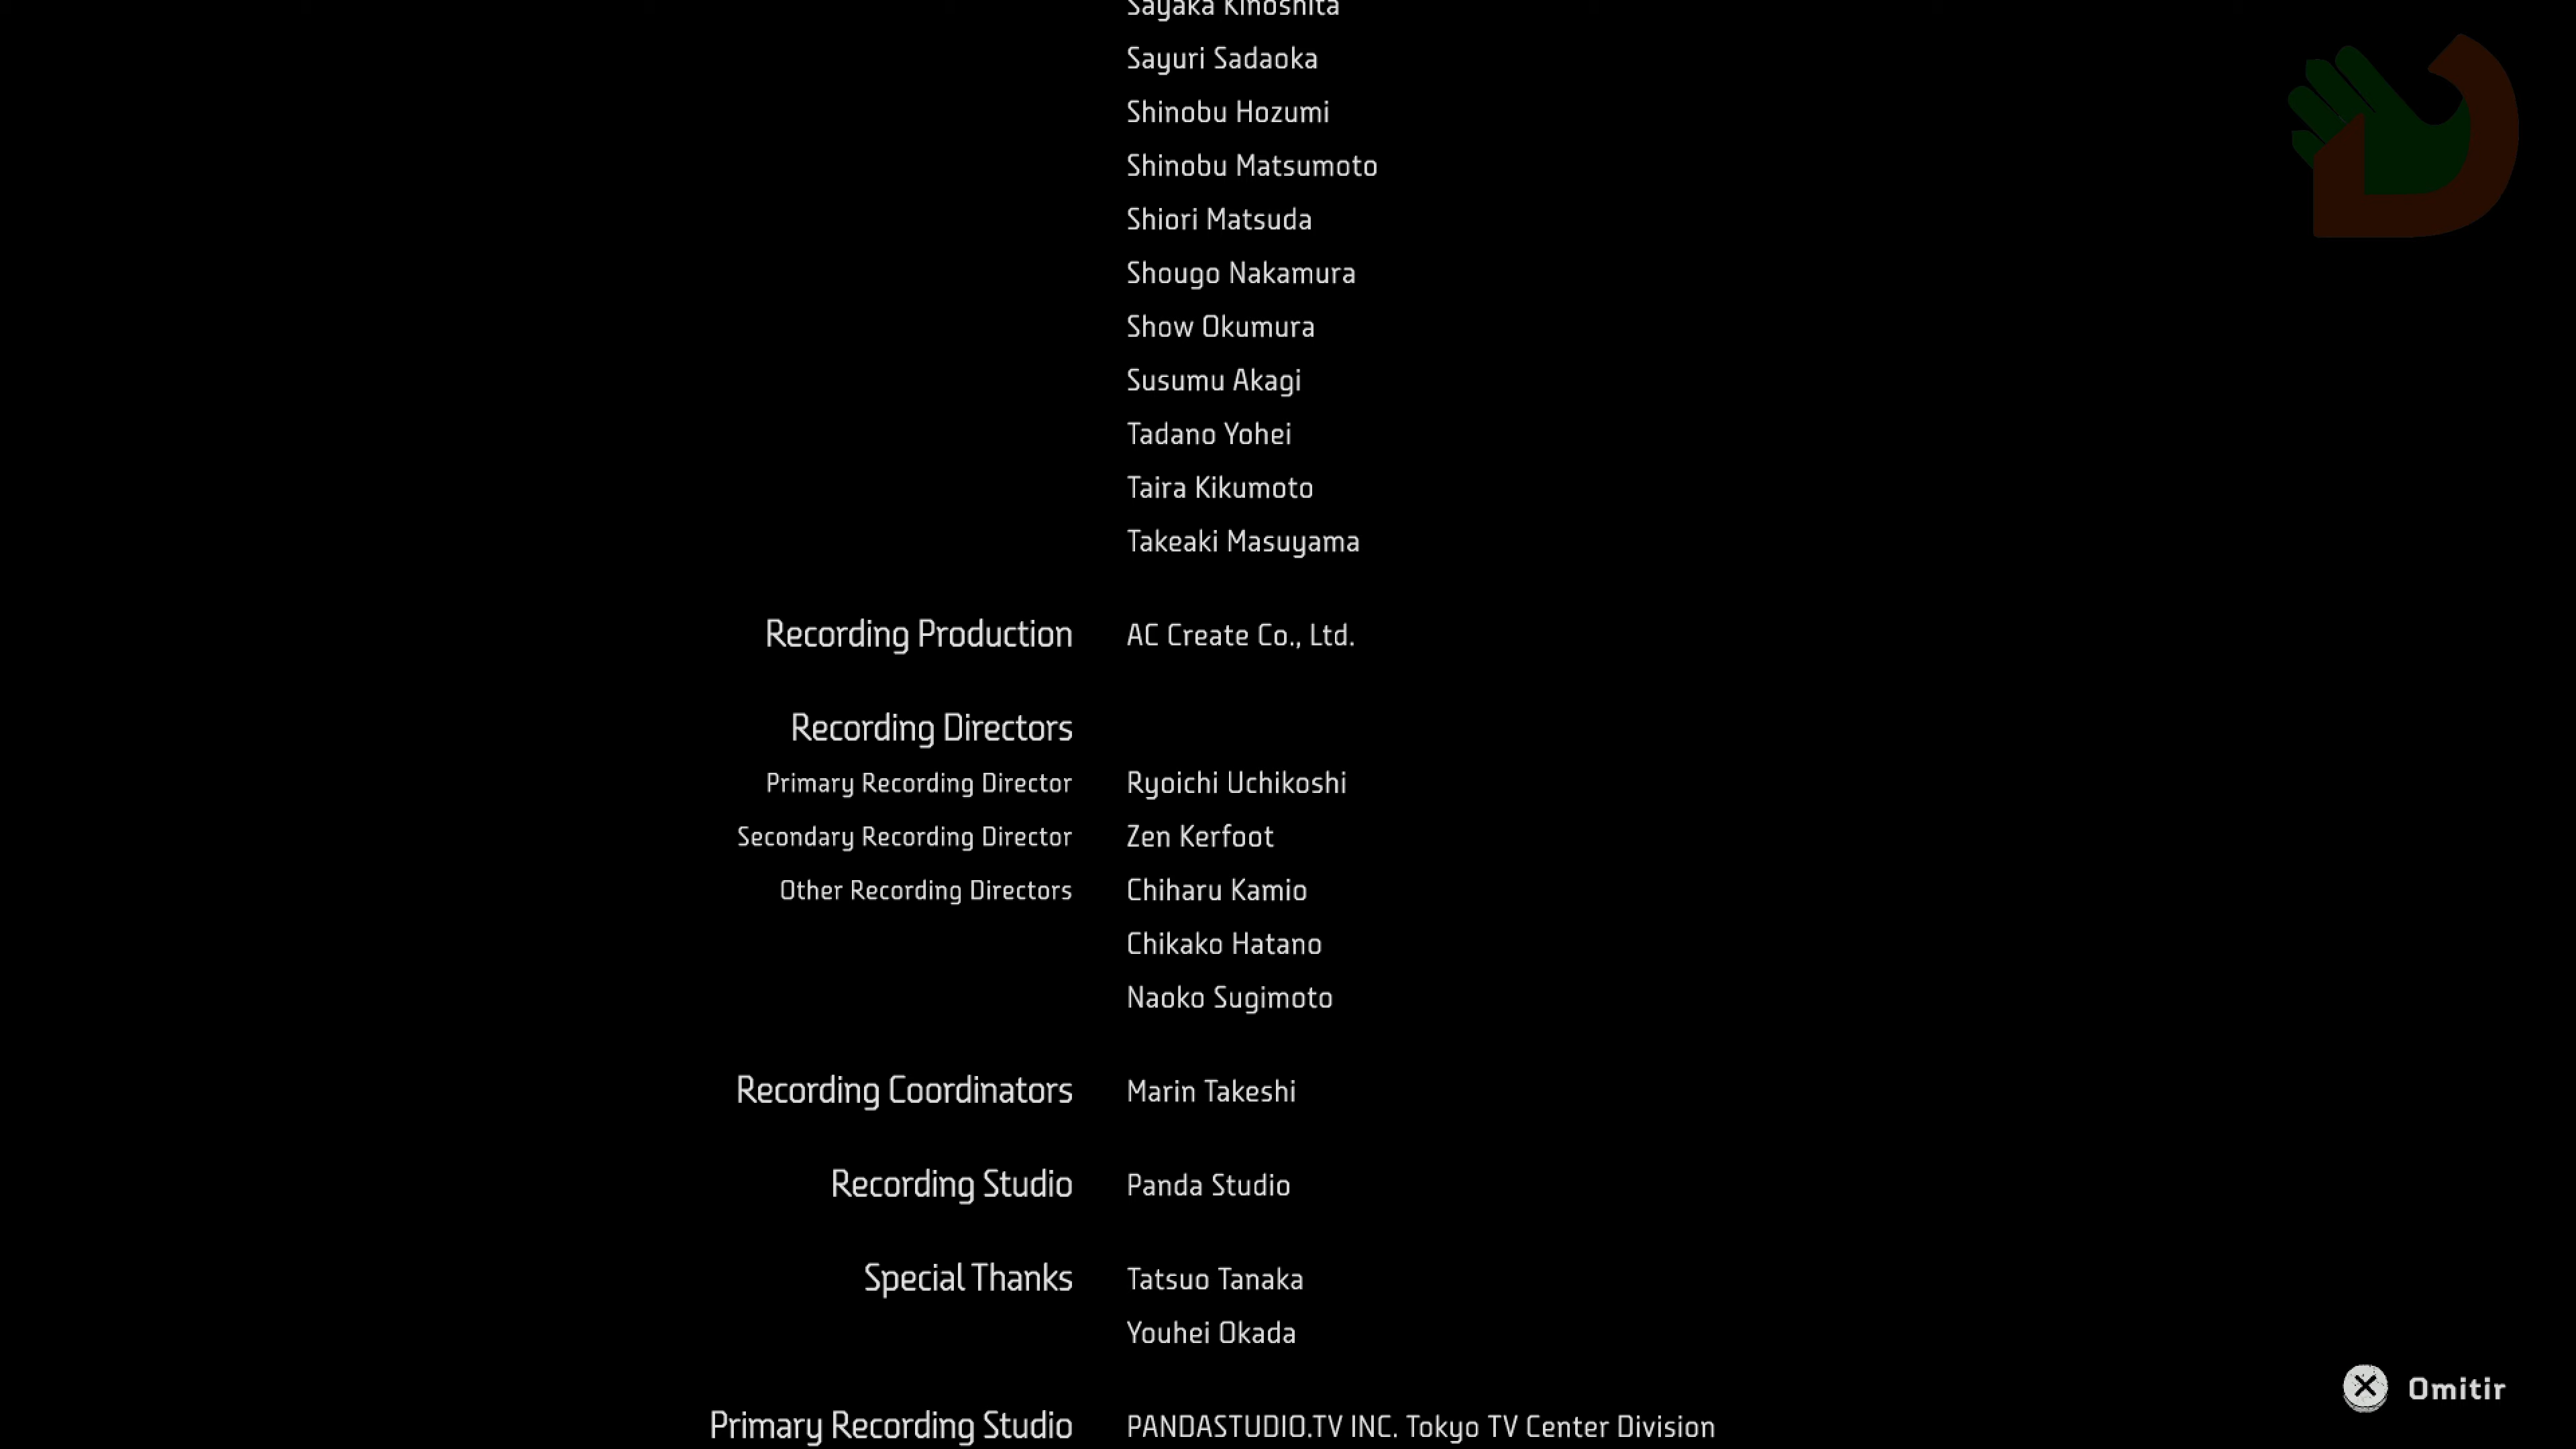 Sayaka Kinoshita
Sayuri Sadaoka
Shinobu Hozumi
Shinobu Matsumoto
Shiori Matsuda
Shougo Nakamura
Show Okumura
Susumu Akagi
Tadano Yohei
Taira Kikumoto
Takeaki Masuyama
Recording Production AC Create Co., Ltd.
Recording Directors
Primary Recording Director Ryoichi Uchikoshi
Secondary Recording Director Zen Kerfoot
Other Recording Directors Chiharu Kamio
Chikako Hatano
Naoko Sugimoto
Recording Coordinators Marin Takeshi
Recording Studio Panda Studio
Special Thanks Tatsuo Tanaka
Youhei Okada
Primary Recording Studio PANDASTUDIO.TV INC. Tokyo TV Center Division
Omitir